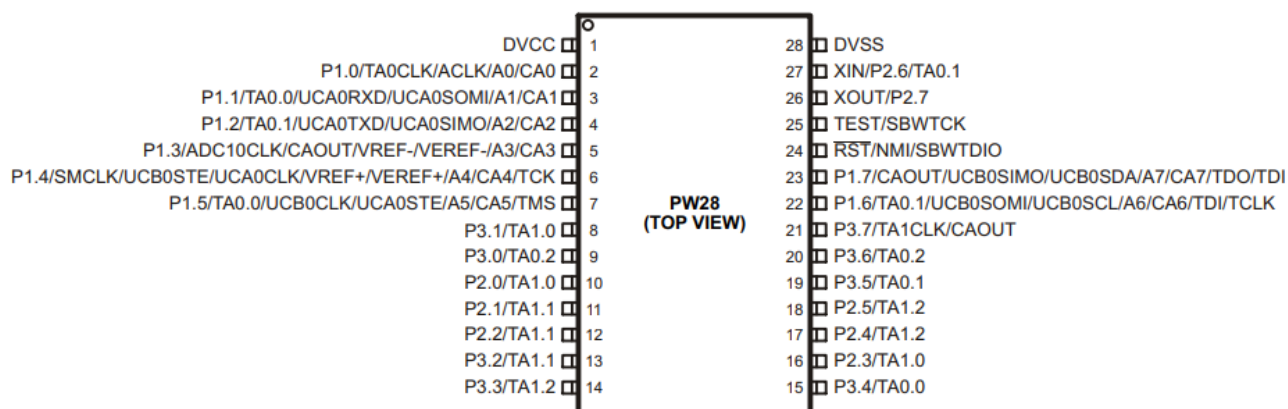 DVCC 1 28 DVSS
P1.0/TA0CLK/ACLK/A0/CA0 2 27 XIN/P2.6/TA0.1
P1.1/TA0.0/UCA0RXD/UCA0SOMI/A1/CA1 3 26 XOUT/P2.7
P1.2/TA0.1/UCA0TXD/UCA0SIMO/A2/CA2 4 25 TEST/SBWTCK
P1.3/ADC10CLK/CAOUT/VREF-/VEREF-/A3/CA3 5 24 RST/NMI/SBWTDIO
P1.4/SMCLK/UCB0STE/UCA0CLK/VREF+/VEREF+/A4/CA4/TCK 6 23 P1.7/CAOUT/UCB0SIMO/UCB0SDA/A7/CA7/TDO/TDI
P1.5/TA0.0/UCB0CLK/UCA0STE/A5/CA5/TMS 7 PW28 22 P1.6/TA0.1/UCB0SOMI/UCB0SCL/A6/CA6/TDI/TCLK
P3.1/TA1.0 8 (TOP VIEW) 21 P3.7/TA1CLK/CAOUT
P3.0/TA0.2 9 20 P3.6/TA0.2
P2.0/TA1.0 10 19 P3.5/TA0.1
P2.1/TA1.1 11 18 P2.5/TA1.2
P2.2/TA1.1 12 17 P2.4/TA1.2
P3.2/TA1.1 13 16 P2.3/TA1.0
P3.3/TA1.2 14 15 P3.4/TA0.0